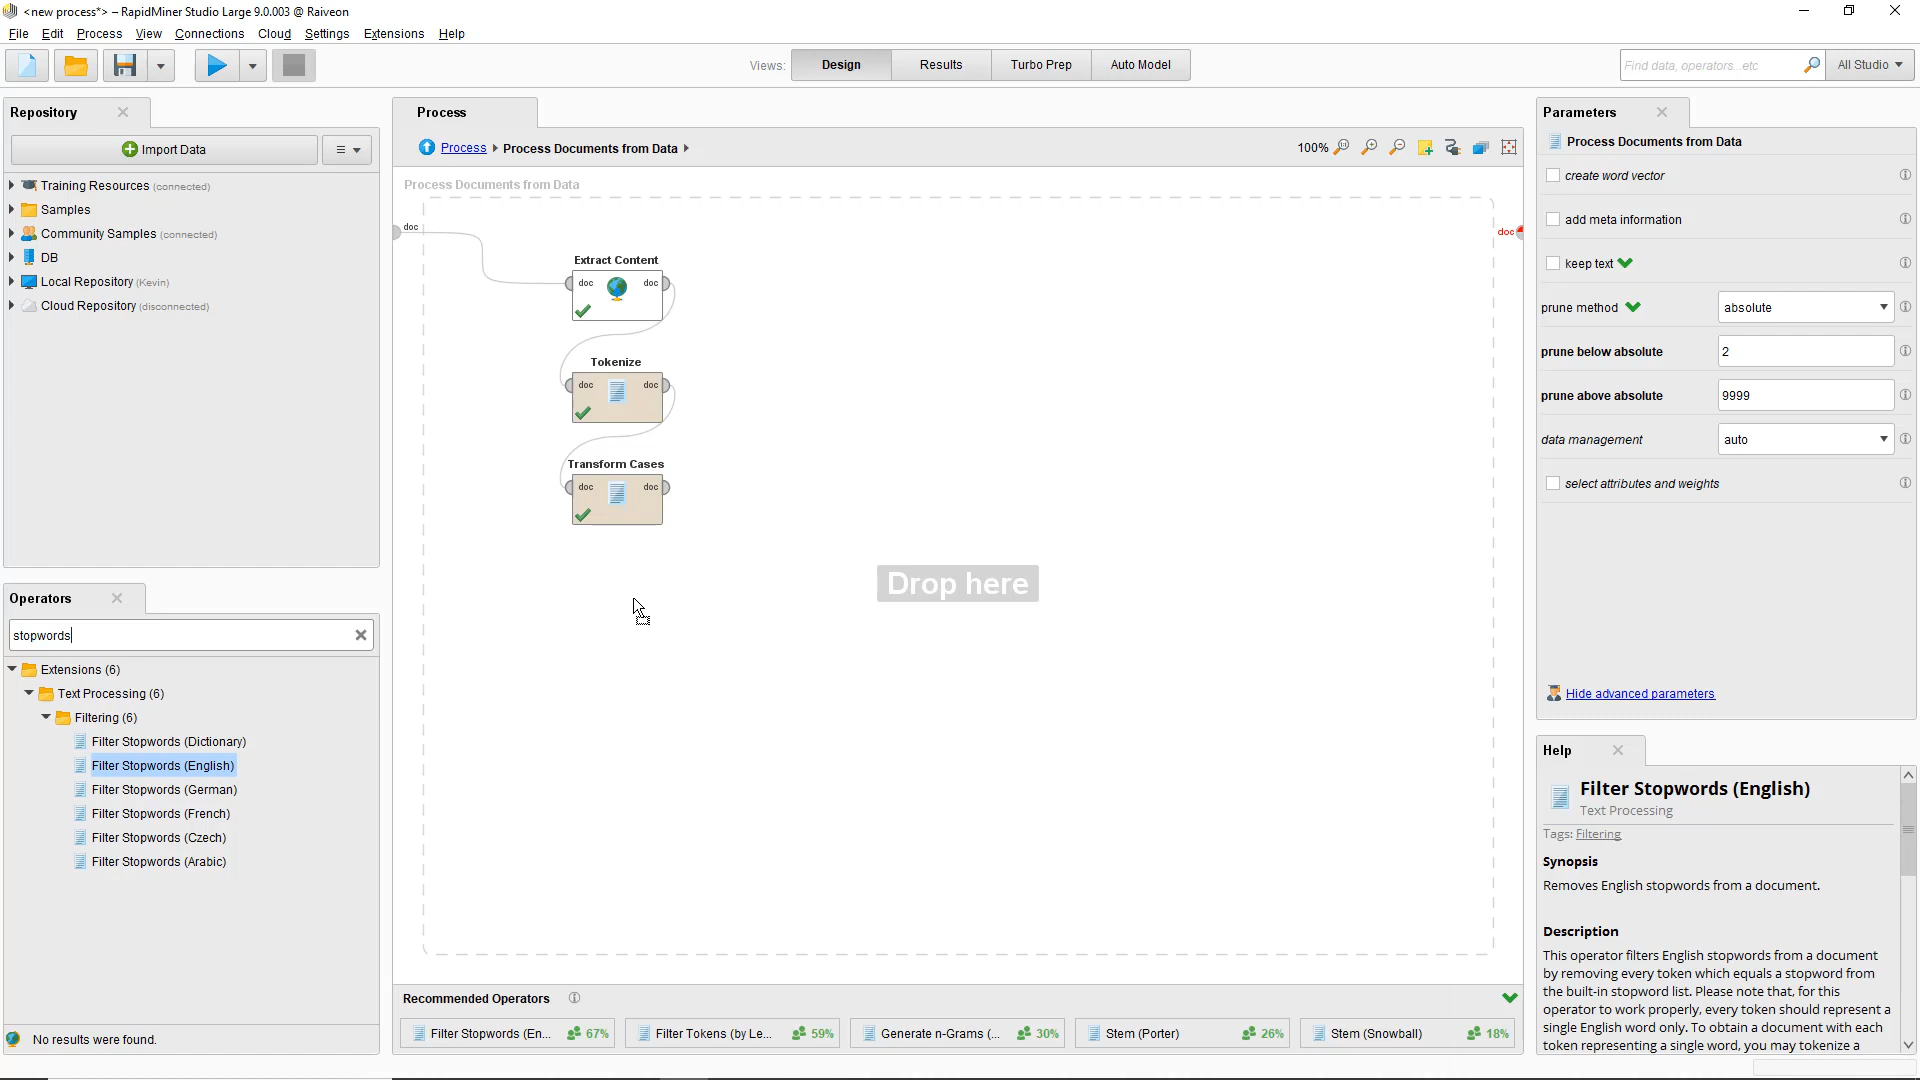 <new process*> – RapidMiner Studio Large 9.0.003 @ Raiveon
File Edit Process View Connections Cloud Settings Extensions Help
Views: Design Results Turbo Prep Auto Model
Find data, operators...etc
All Studio
Repository
Import Data
Training Resources (connected)
Samples
Community Samples (connected)
DB
Local Repository (Kevin)
Cloud Repository (disconnected)
Operators
stopwords
Extensions (6)
Text Processing (6)
Filtering (6)
Filter Stopwords (Dictionary)
Filter Stopwords (English)
Filter Stopwords (German)
Filter Stopwords (French)
Filter Stopwords (Czech)
Filter Stopwords (Arabic)
No results were found.
Process
Process Process Documents from Data
100%
Process Documents from Data
doc
doc
Extract Content
doc doc
Tokenize
doc doc
Transform Cases
doc doc
Drop here
Recommended Operators
Filter Stopwords (En... 67%
Filter Tokens (by Le... 59%
Generate n-Grams (... 30%
Stem (Porter) 26%
Stem (Snowball) 18%
Parameters
Process Documents from Data
create word vector
add meta information
keep text
prune method absolute
prune below absolute 2
prune above absolute 9999
data management auto
select attributes and weights
Hide advanced parameters
Help
Filter Stopwords (English)
Text Processing
Tags: Filtering
Synopsis
Removes English stopwords from a document.
Description
This operator filters English stopwords from a document
by removing every token which equals a stopword from
the built-in stopword list. Please note that, for this
operator to work properly, every token should represent a
single English word only. To obtain a document with each
token representing a single word, you may tokenize a